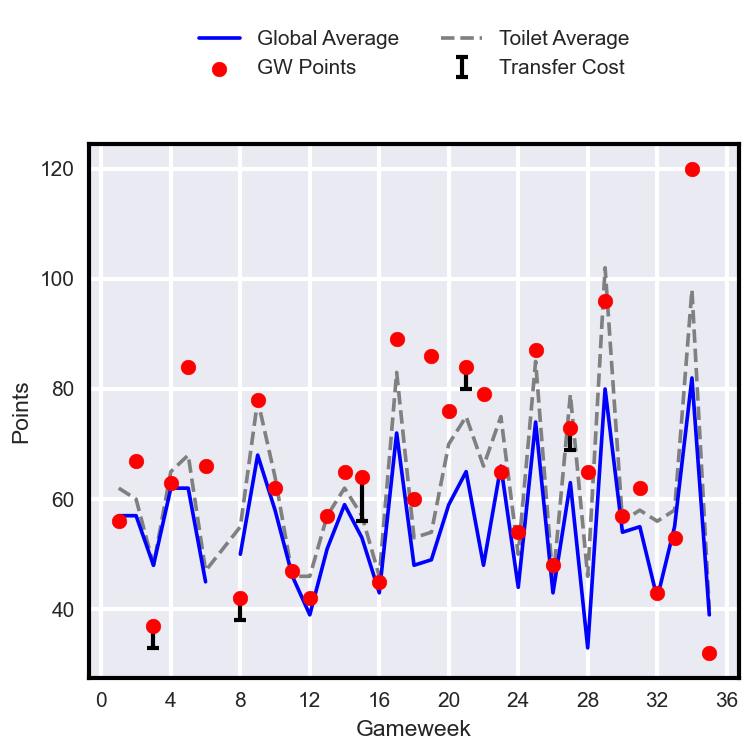 Global Average Toilet Average
GW Points Transfer Cost
120
100
80
60
40
Points
0 4 8 12 16 20 24 28 32 36
Gameweek